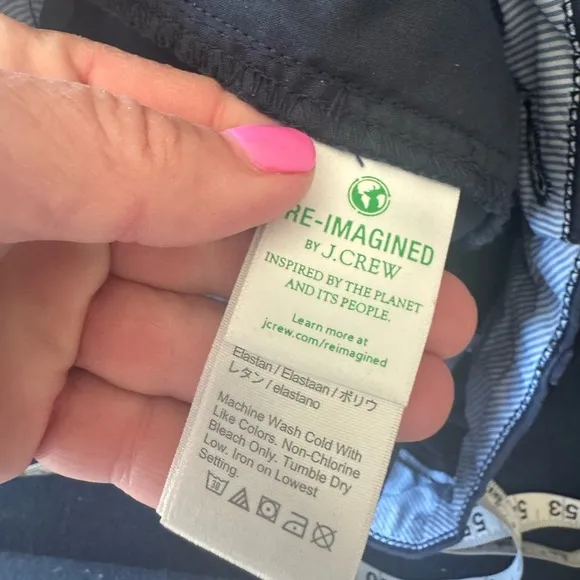 RE-IMAGINED
BY J.CREW
INSPIRED BY THE PLANET
AND ITS PEOPLE.
Learn more at
jcrew.com/reimagined
Elastan / Elastaan / ポリウ
レタン / elastano
Machine Wash Cold With
Like Colors. Non-Chlorine
Bleach Only. Tumble Dry
Low. Iron on Lowest
Setting.
30
53